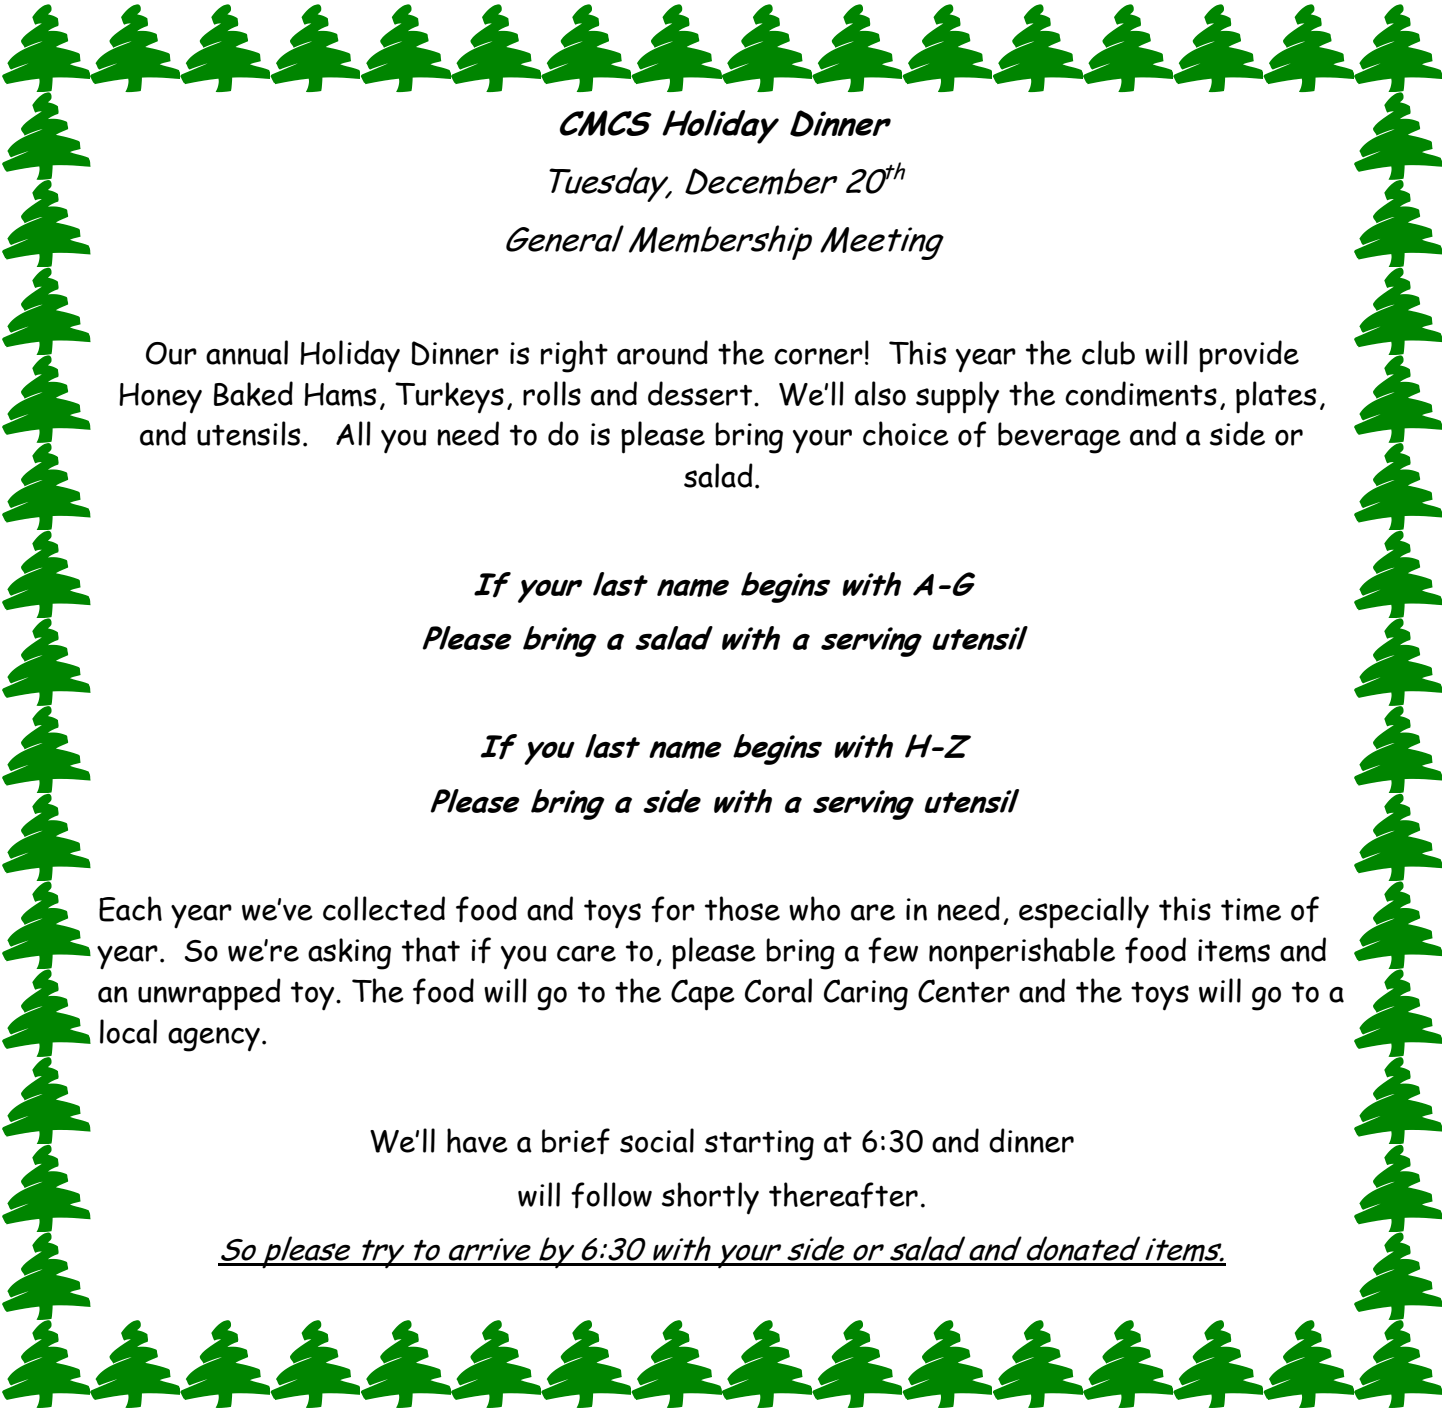 CMCS Holiday Dinner
Tuesday, December 20th
General Membership Meeting
Our annual Holiday Dinner is right around the corner!  This year the club will provide
Honey Baked Hams, Turkeys, rolls and dessert.  We’ll also supply the condiments, plates,
and utensils.   All you need to do is please bring your choice of beverage and a side or
salad.
If your last name begins with A-G
Please bring a salad with a serving utensil
If you last name begins with H-Z
Please bring a side with a serving utensil
Each year we’ve collected food and toys for those who are in need, especially this time of
year.  So we’re asking that if you care to, please bring a few nonperishable food items and
an unwrapped toy. The food will go to the Cape Coral Caring Center and the toys will go to a
local agency.
We’ll have a brief social starting at 6:30 and dinner
will follow shortly thereafter.
So please try to arrive by 6:30 with your side or salad and donated items.